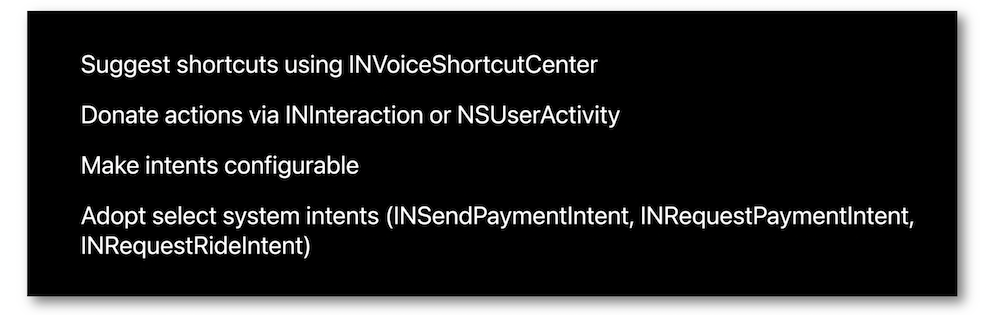 Suggest shortcuts using INVoiceShortcutCenter
Donate actions via INInteraction or NSUserActivity
Make intents configurable
Adopt select system intents (INSendPaymentIntent, INRequestPaymentIntent,
INRequestRideIntent)